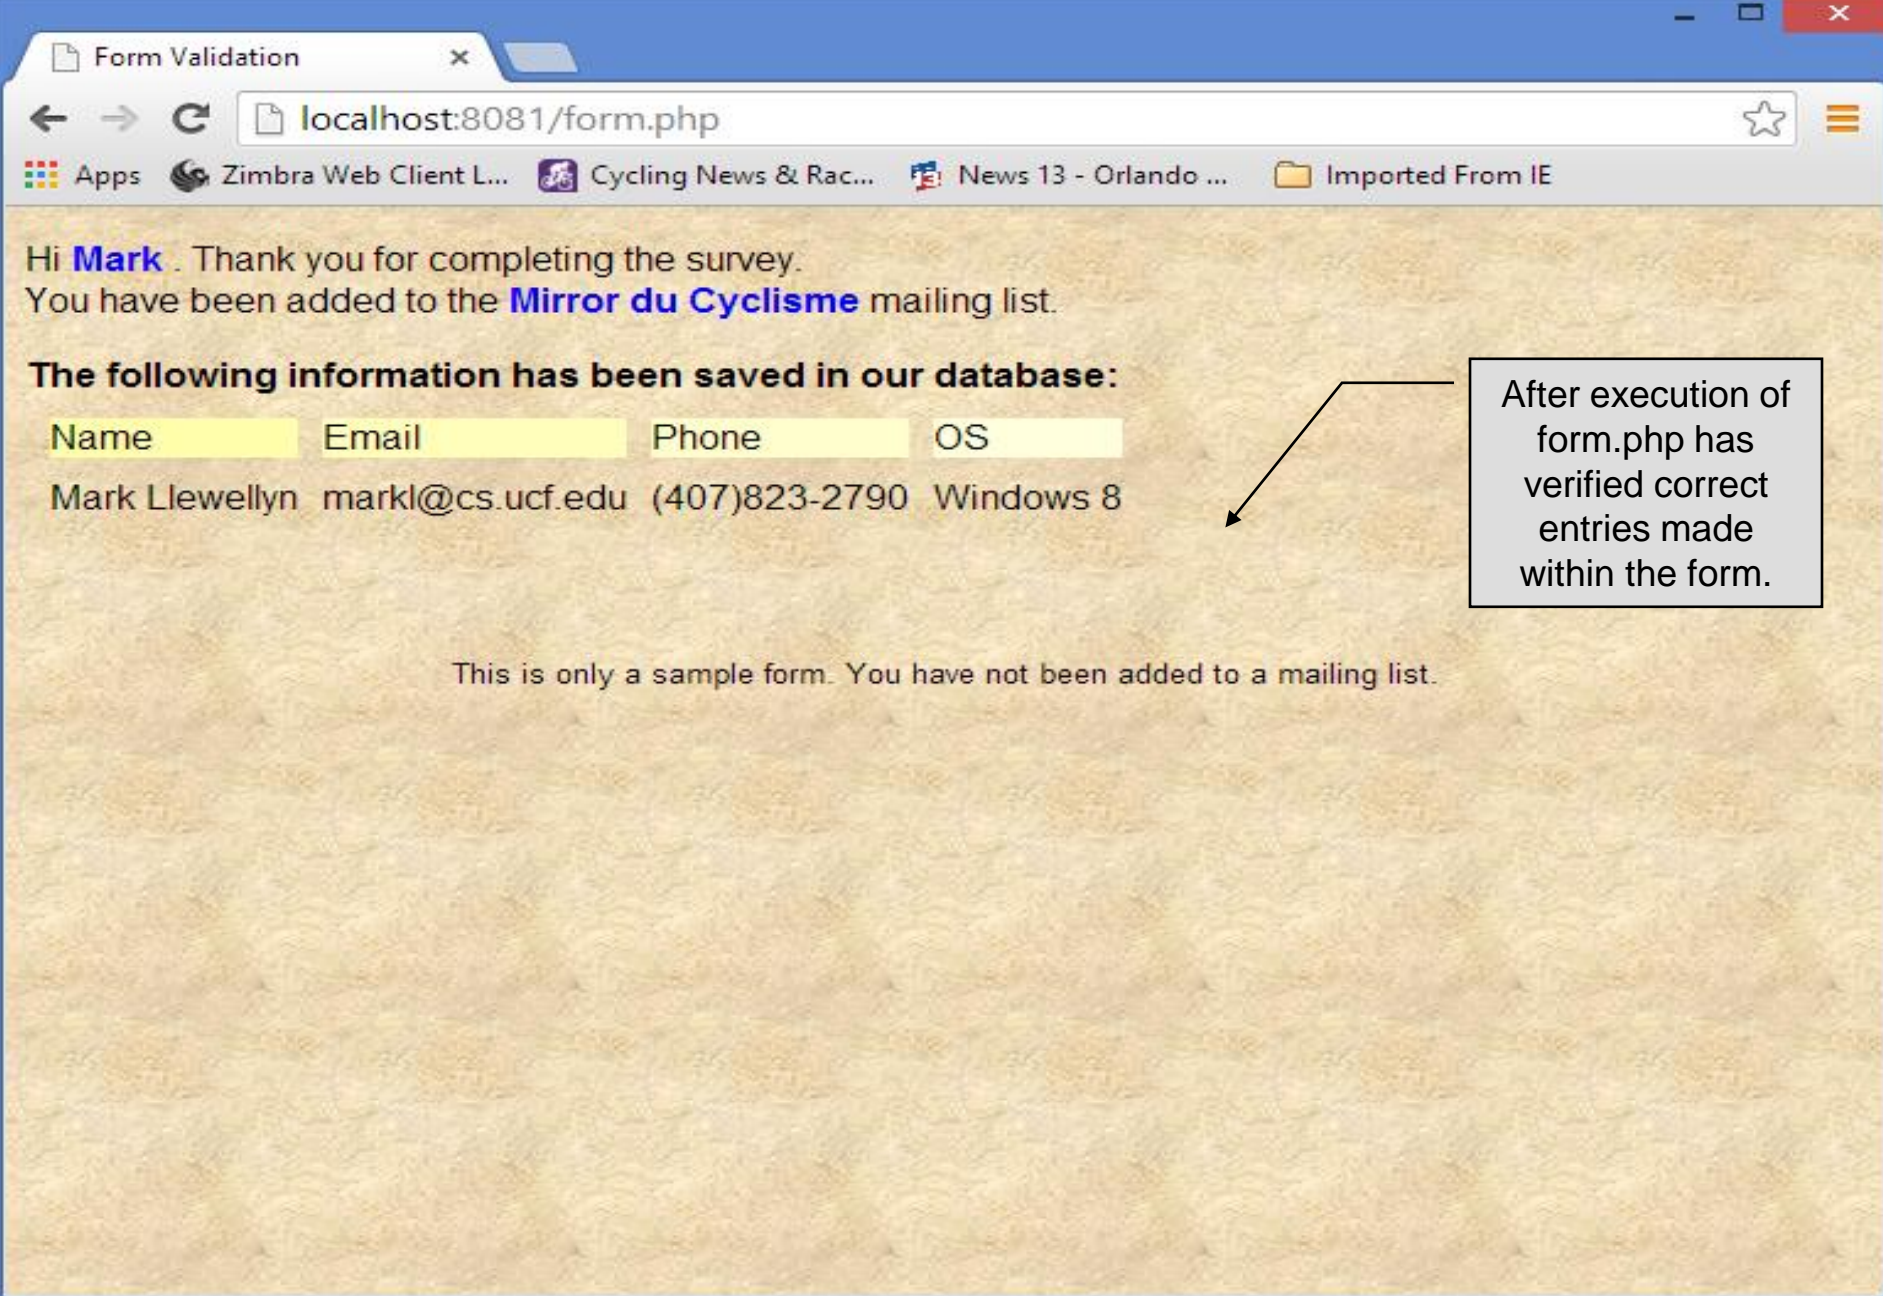 Form Validation
localhost:8081/form.php
Apps Zimbra Web Client L... Cycling News & Rac... News 13 - Orlando ... Imported From IE
Hi Mark . Thank you for completing the survey.
You have been added to the Mirror du Cyclisme mailing list.
The following information has been saved in our database:
Name Email Phone OS
Mark Llewellyn markl@cs.ucf.edu (407)823-2790 Windows 8
After execution of
form.php has
verified correct
entries made
within the form.
This is only a sample form. You have not been added to a mailing list.